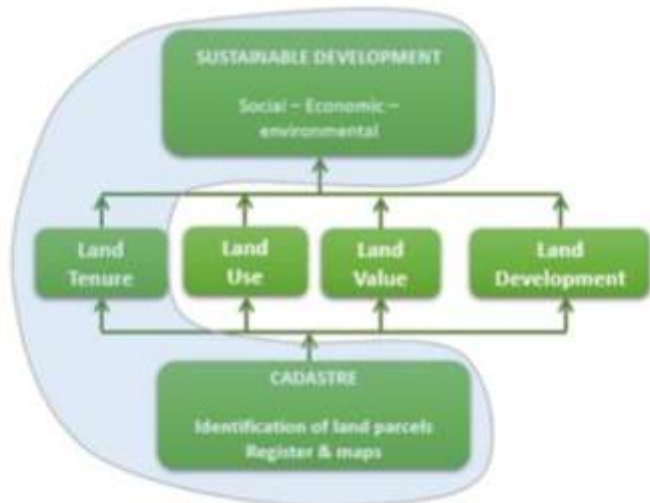 SUSTAINABLE DEVELOPMENT
Social – Economic –
environmental
Land
Tenure
Land
Use
Land
Value
Land
Development
CADASTRE
Identification of land parcels
Register & maps